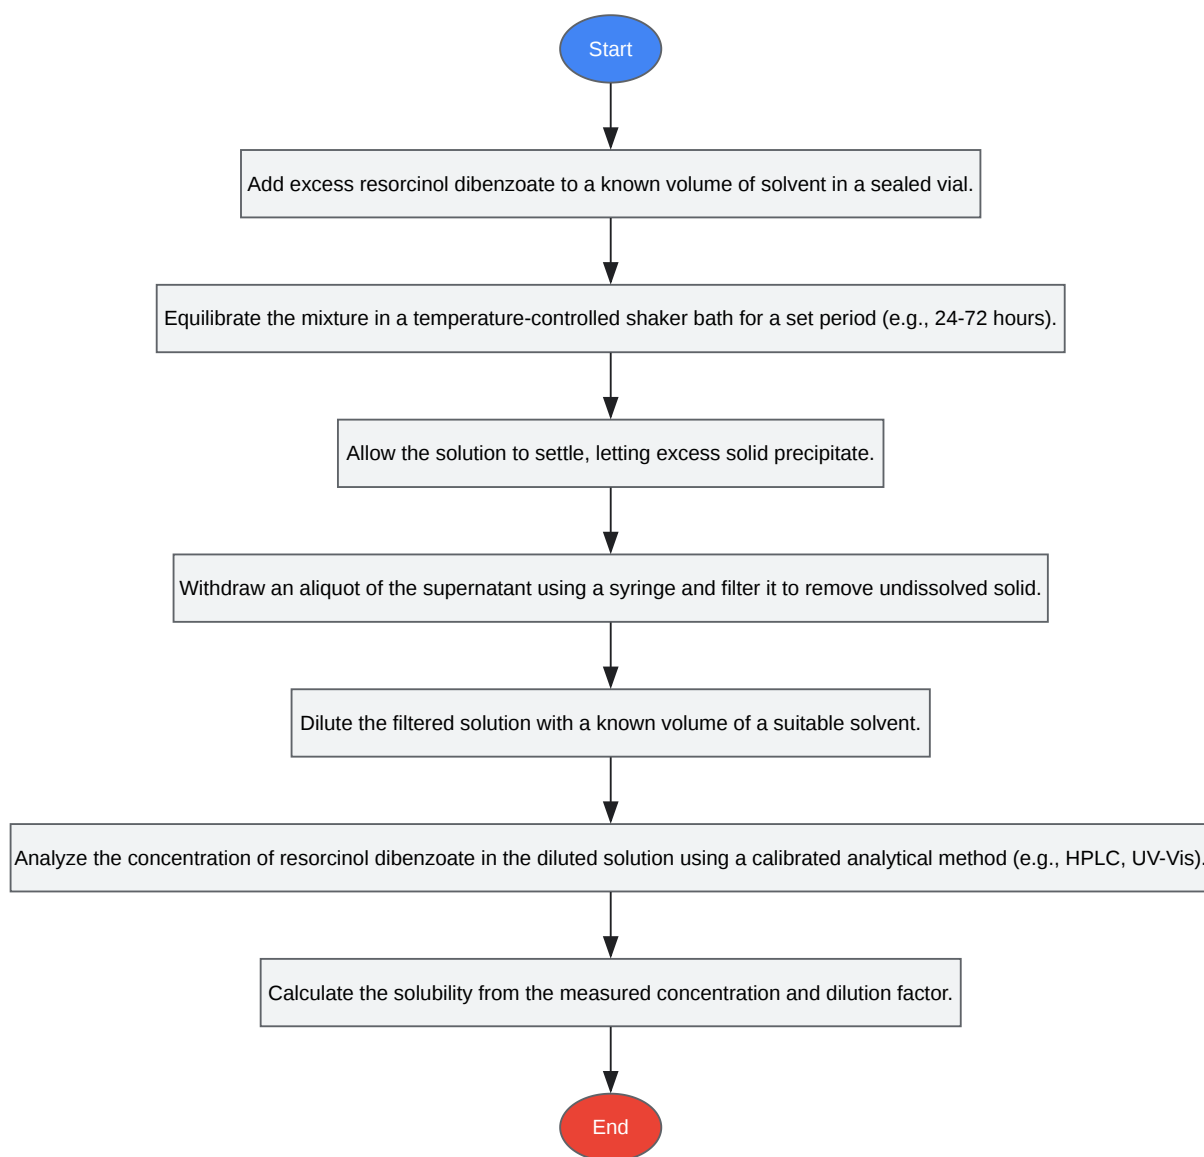 Start
Add excess resorcinol dibenzoate to a known volume of solvent in a sealed vial.
Equilibrate the mixture in a temperature-controlled shaker bath for a set period (e.g., 24-72 hours).
Allow the solution to settle, letting excess solid precipitate.
Withdraw an aliquot of the supernatant using a syringe and filter it to remove undissolved solid.
Dilute the filtered solution with a known volume of a suitable solvent.
Analyze the concentration of resorcinol dibenzoate in the diluted solution using a calibrated analytical method (e.g., HPLC, UV-Vis).
Calculate the solubility from the measured concentration and dilution factor.
End